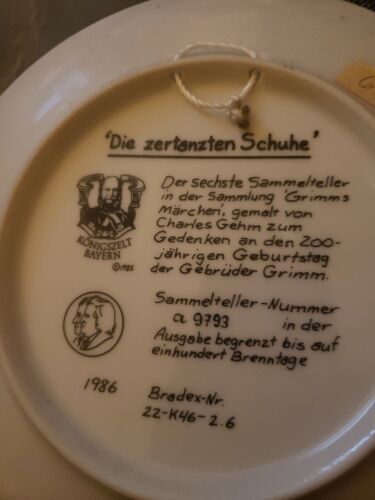 'Die zertanzten Schuhe'
Der sechste Sammelteller
in der Sammlung 'Grimms
Märchen', gemalt von
Charles Gehm zum
Gedenken an den 200-
jährigen Geburtstag
der Gebrüder Grimm.
KÖNIGSZELT
BAYERN
©1985
Sammelteller-Nummer
a 9793 in der
Ausgabe begrenzt bis auf
einhundert Brenntage
1986
Bradex-Nr.
22-K46-2.6